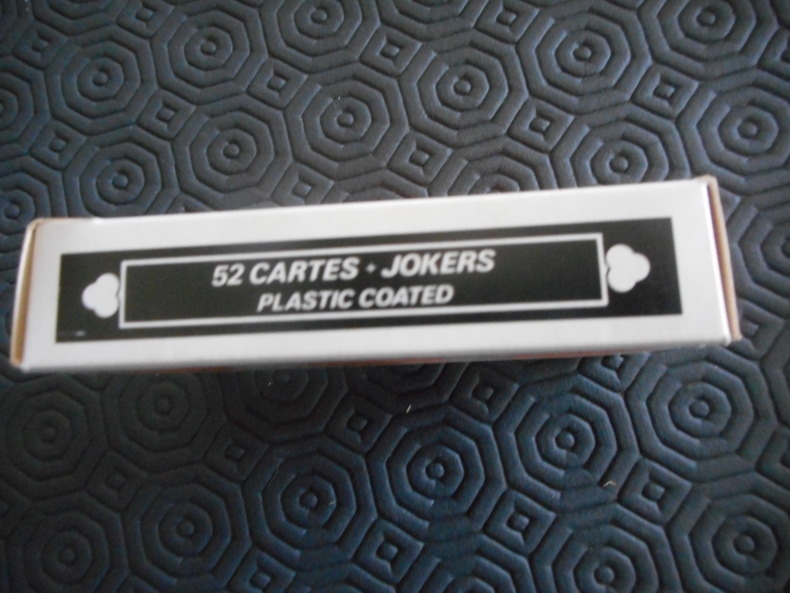 52 CARTES + JOKERS
PLASTIC COATED